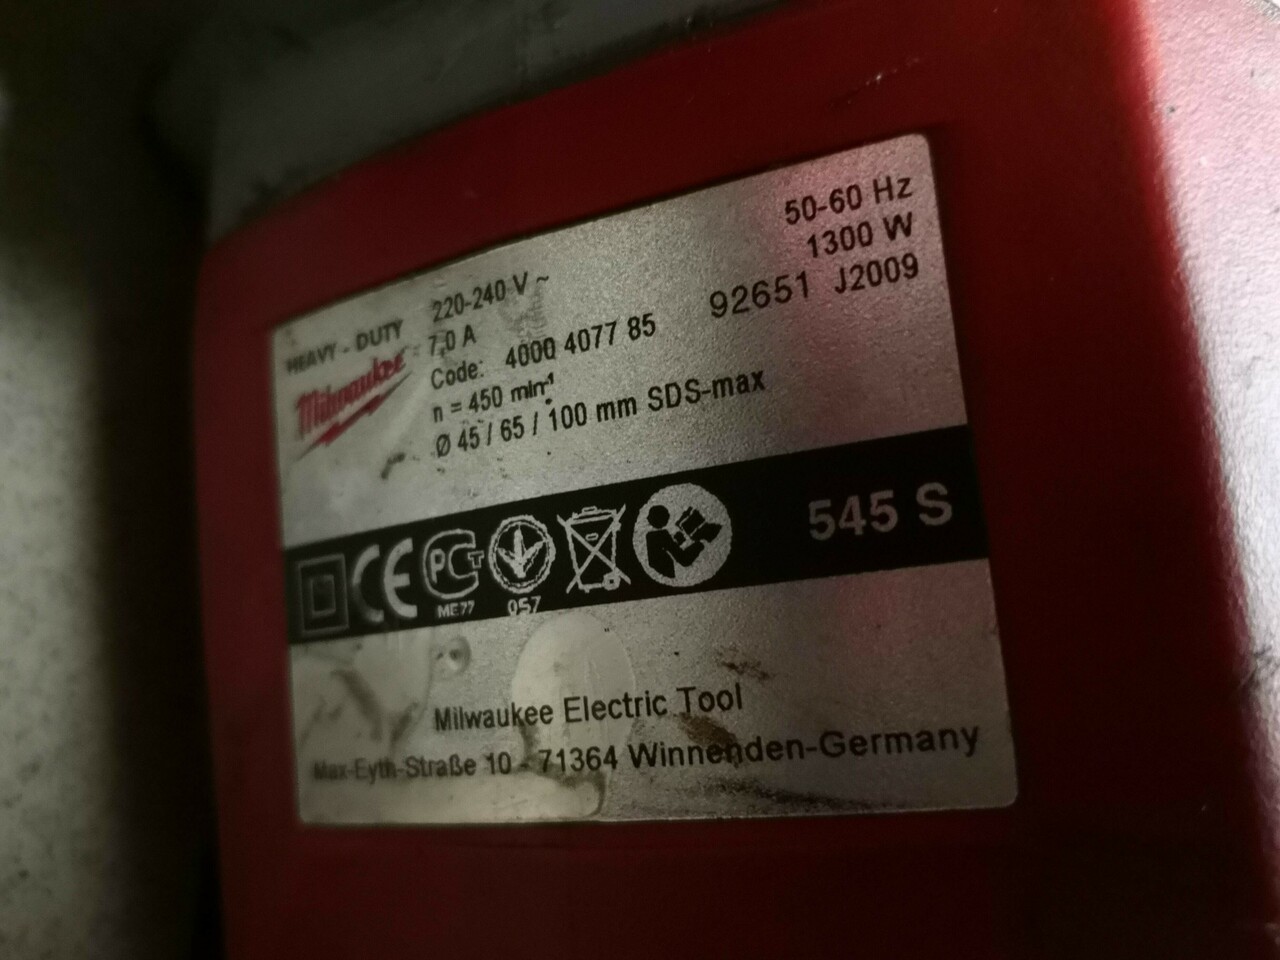 HEAVY - DUTY
Milwaukee
220-240 V ~
50-60 Hz
7,0 A
1300 W
Code: 4000 4077 85
92651 J2009
n = 450 min-¹
Ø 45 / 65 / 100 mm SDS-max
CE
PCT
ME77
057
545 S
Milwaukee Electric Tool
Max-Eyth-Straße 10 - 71364 Winnenden-Germany